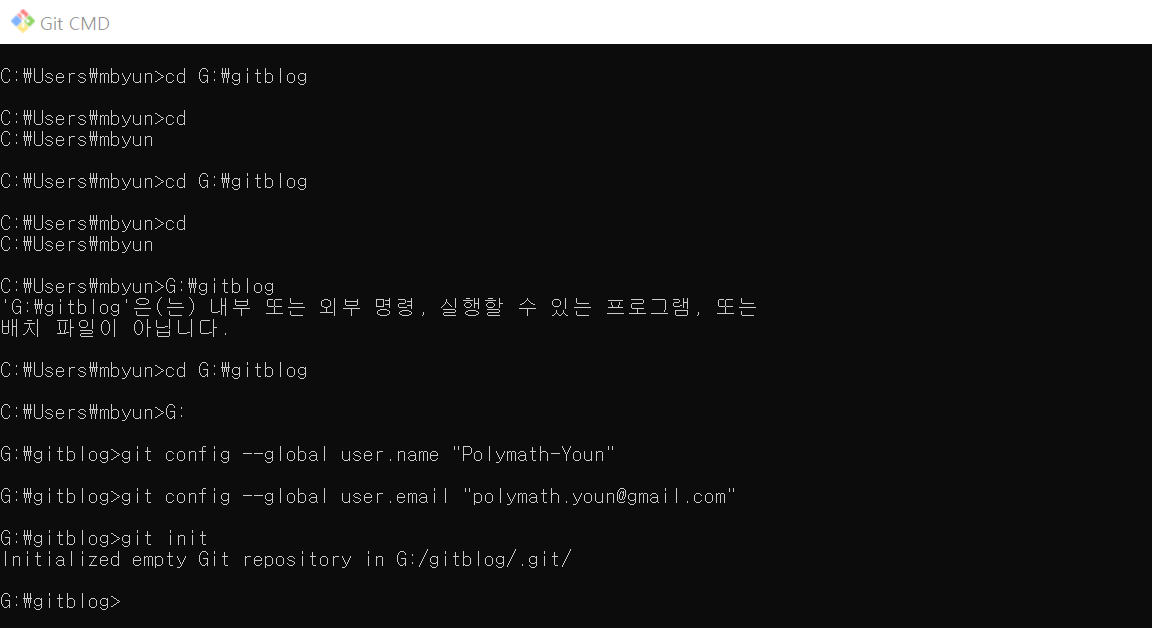 Git CMD
C:₩Users₩mbyun>cd G:₩gitblog
C:₩Users₩mbyun>cd
C:₩Users₩mbyun
C:₩Users₩mbyun>cd G:₩gitblog
C:₩Users₩mbyun>cd
C:₩Users₩mbyun
C:₩Users₩mbyun>G:₩gitblog
'G:₩gitblog'은(는) 내부 또는 외부 명령, 실행할 수 있는 프로그램, 또는
배치 파일이 아닙니다.
C:₩Users₩mbyun>cd G:₩gitblog
C:₩Users₩mbyun>G:
G:₩gitblog>git config --global user.name "Polymath-Youn"
G:₩gitblog>git config --global user.email "polymath.youn@gmail.com"
G:₩gitblog>git init
Initialized empty Git repository in G:/gitblog/.git/
G:₩gitblog>